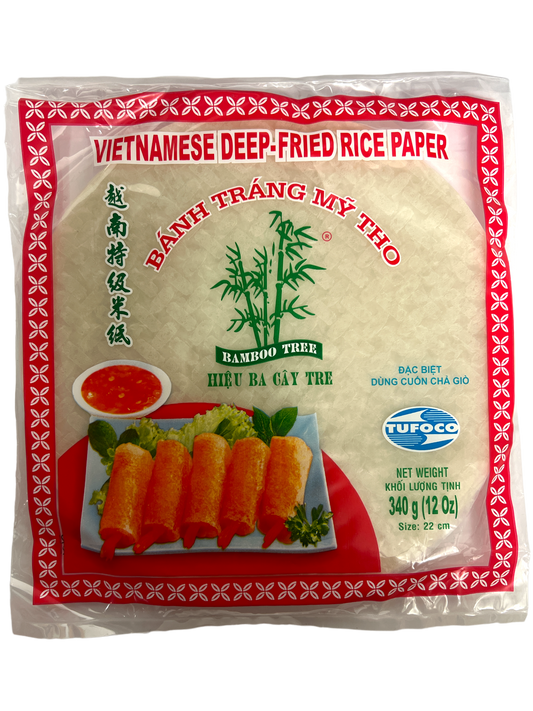 VIETNAMESE DEEP-FRIED RICE PAPER
BÁNH TRÁNG MỸ THO
®
越南特级米纸
BAMBOO TREE
HIỆU BA CÂY TRE
ĐẶC BIỆT
DÙNG CUỐN CHẢ GIÒ
TUFOCO
NET WEIGHT
KHỐI LƯỢNG TỊNH
340 g (12 Oz)
Size: 22 cm